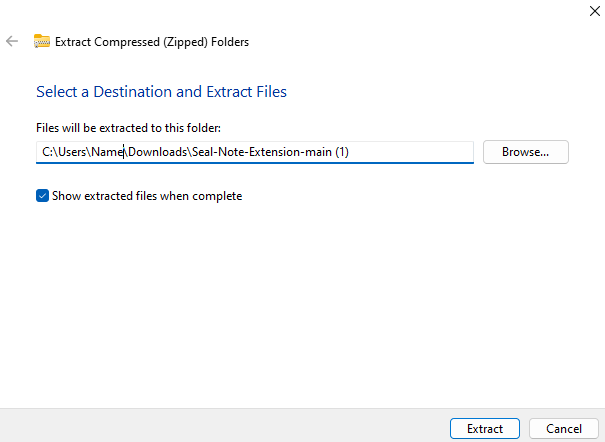 Extract Compressed (Zipped) Folders
Select a Destination and Extract Files
Files will be extracted to this folder:
C:\Users\Name\Downloads\Seal-Note-Extension-main (1)
Browse...
Show extracted files when complete
Extract
Cancel